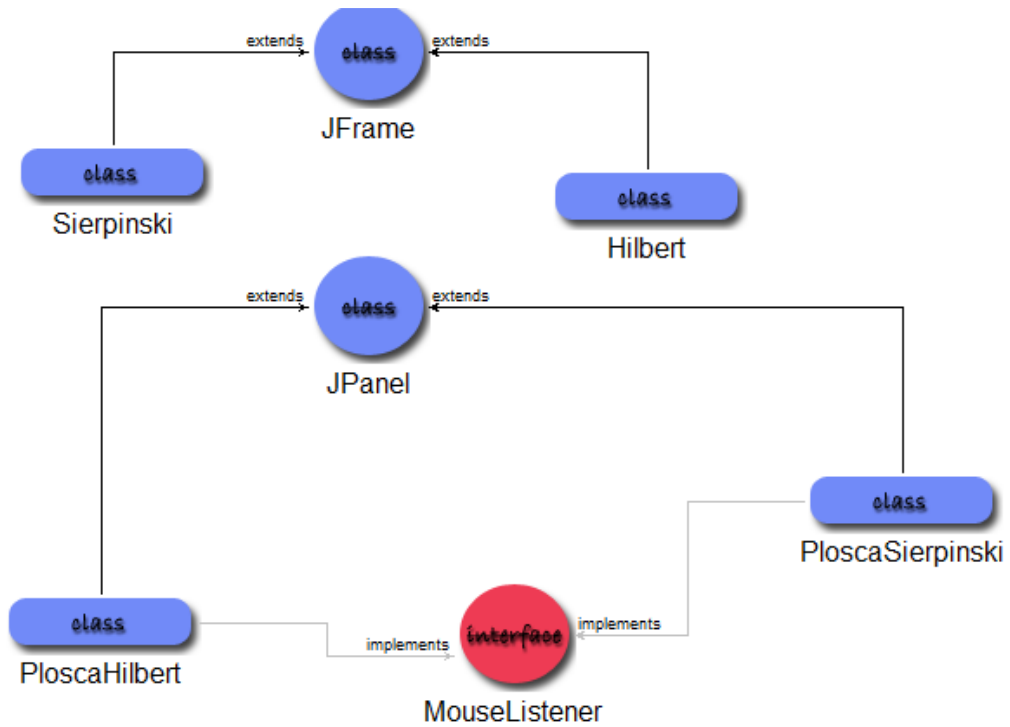 extends
class
extends
JFrame
class
Sierpinski
class
Hilbert
extends
class
extends
JPanel
class
PloscaSierpinski
class
PloscaHilbert
implements
interface
implements
MouseListener